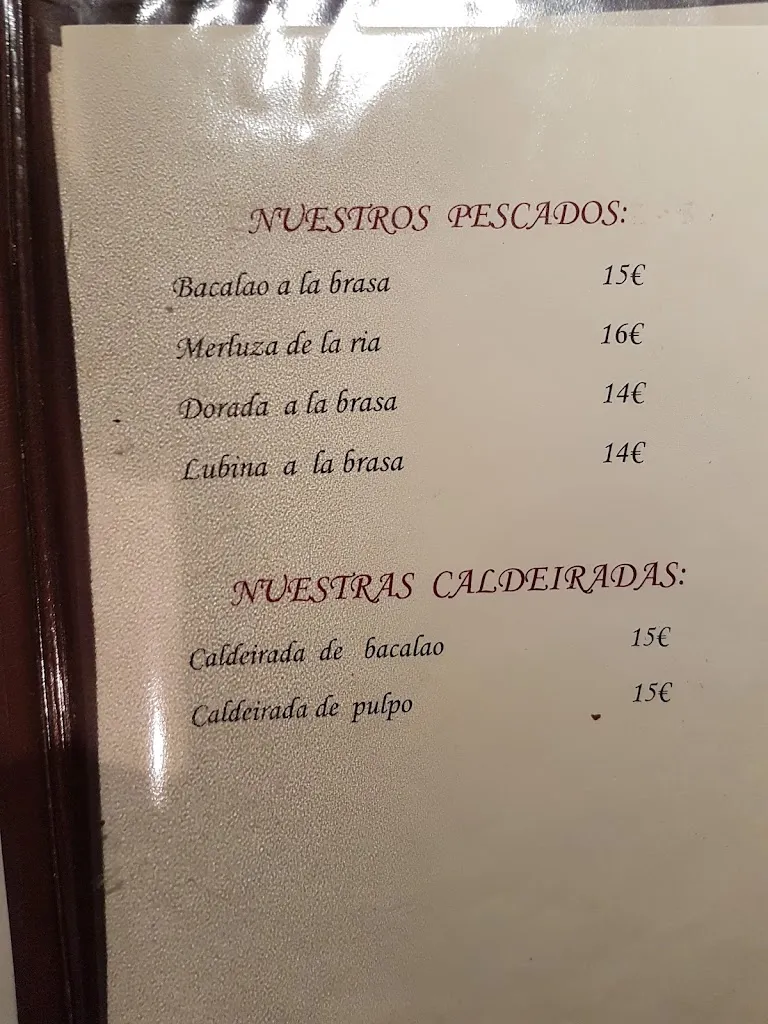 NUESTROS PESCADOS:
Bacalao a la brasa 15€
Merluza de la ria 16€
Dorada a la brasa 14€
Lubina a la brasa 14€
NUESTRAS CALDEIRADAS:
Caldeirada de bacalao 15€
Caldeirada de pulpo 15€